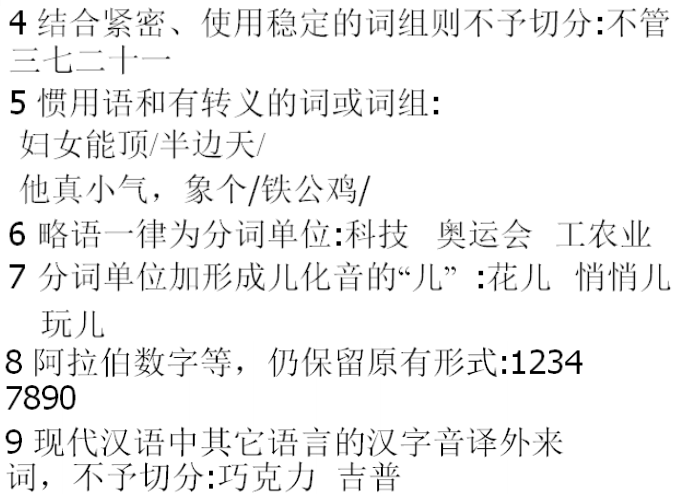 4 结合紧密、使用稳定的词组则不予切分:不管
三七二十一
5 惯用语和有转义的词或词组:
妇女能顶/半边天/
他真小气，象个/铁公鸡/
6 略语一律为分词单位:科技 奥运会 工农业
7 分词单位加形成儿化音的“儿” :花儿 悄悄儿
玩儿
8 阿拉伯数字等，仍保留原有形式:1234
7890
9 现代汉语中其它语言的汉字音译外来
词，不予切分:巧克力 吉普